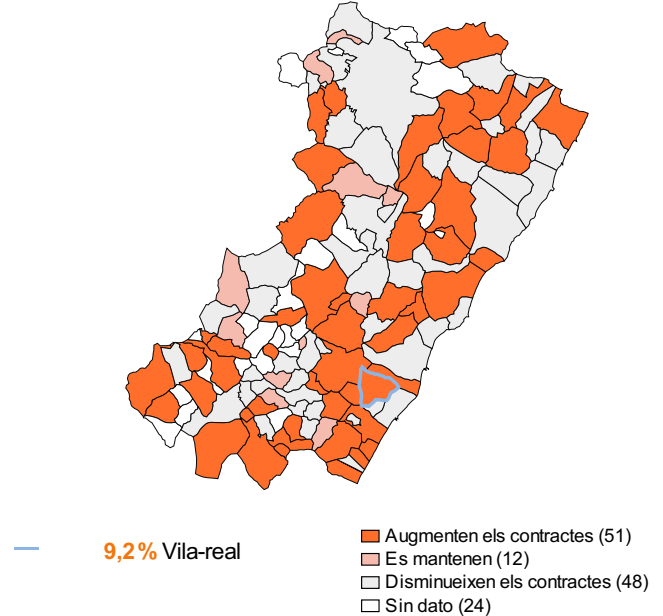 9,2% Vila-real
Augmenten els contractes (51)
Es mantenen (12)
Disminueixen els contractes (48)
Sin dato (24)